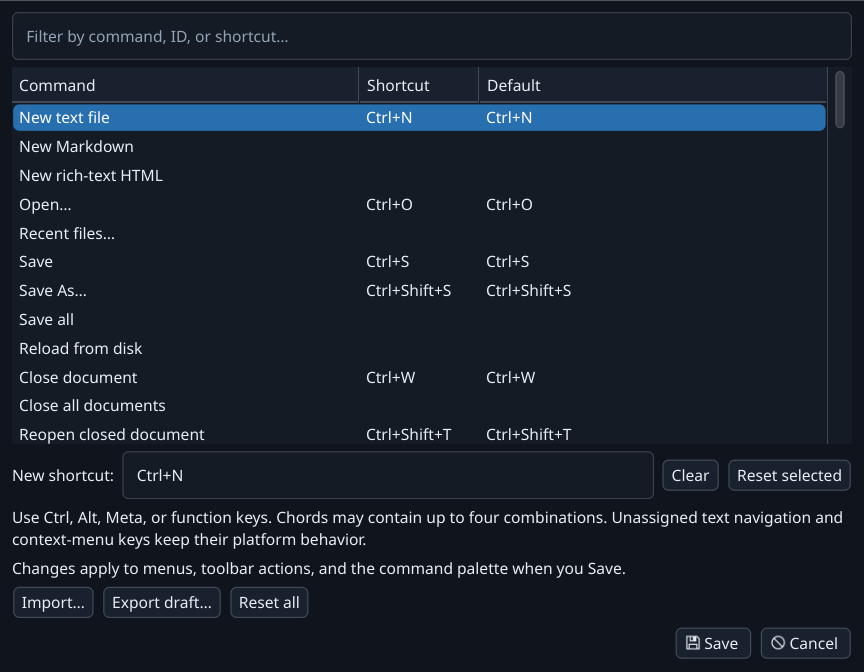 Filter by command, ID, or shortcut...
Command Shortcut Default
New text file Ctrl+N Ctrl+N
New Markdown
New rich-text HTML
Open... Ctrl+O Ctrl+O
Recent files...
Save Ctrl+S Ctrl+S
Save As... Ctrl+Shift+S Ctrl+Shift+S
Save all
Reload from disk
Close document Ctrl+W Ctrl+W
Close all documents
Reopen closed document Ctrl+Shift+T Ctrl+Shift+T
New shortcut: Ctrl+N Clear Reset selected
Use Ctrl, Alt, Meta, or function keys. Chords may contain up to four combinations. Unassigned text navigation and
context-menu keys keep their platform behavior.
Changes apply to menus, toolbar actions, and the command palette when you Save.
Import... Export draft... Reset all
Save Cancel